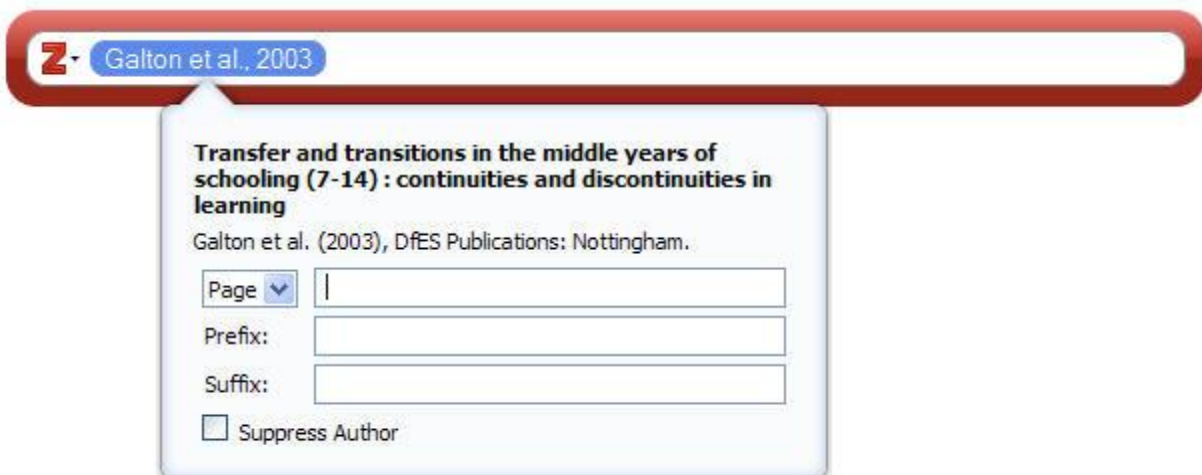 Z Galton et al., 2003
Transfer and transitions in the middle years of
schooling (7-14) : continuities and discontinuities in
learning
Galton et al. (2003), DfES Publications: Nottingham.
Page
Prefix:
Suffix:
Suppress Author